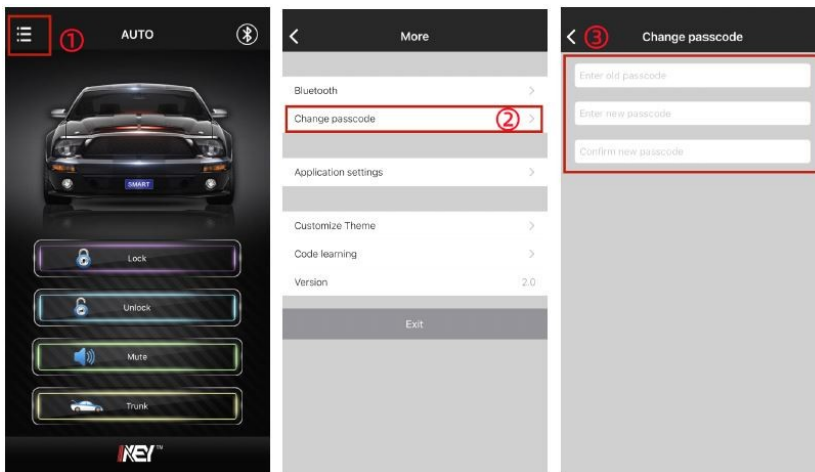 ①
AUTO
SMART
Lock
Unlock
Mute
Trunk
KEY™
More
Bluetooth
Change passcode
②
Application settings
Customize Theme
Code learning
Version 2.0
Exit
③
Change passcode
Enter old passcode
Enter new passcode
Confirm new passcode